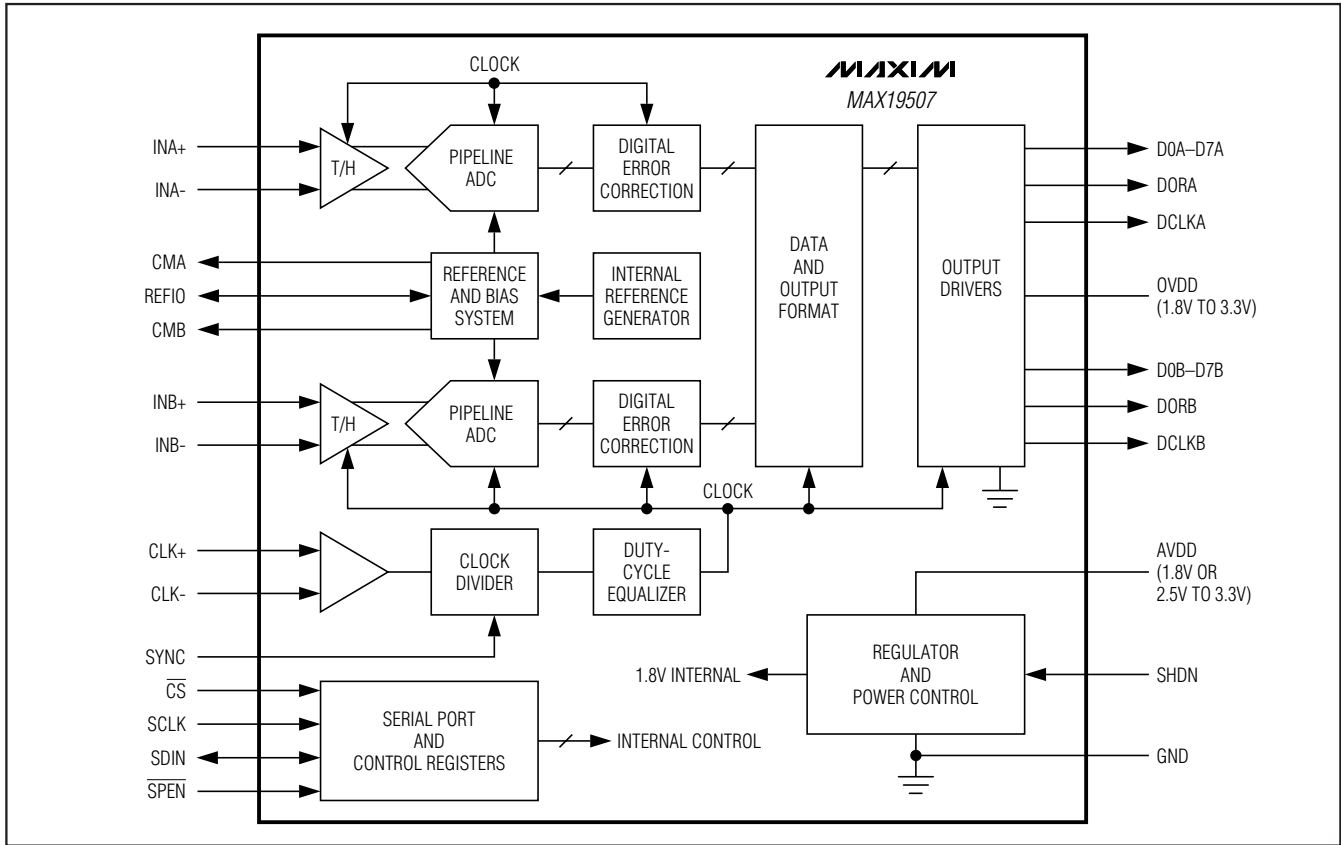 CLOCK
MAXIM
MAX19507
INA+
INA-
T/H
PIPELINE
ADC
DIGITAL
ERROR
CORRECTION
DATA
AND
OUTPUT
FORMAT
OUTPUT
DRIVERS
D0A–D7A
DORA
DCLKA
CMA
REFIO
CMB
REFERENCE
AND BIAS
SYSTEM
INTERNAL
REFERENCE
GENERATOR
OVDD
(1.8V TO 3.3V)
INB+
INB-
T/H
PIPELINE
ADC
DIGITAL
ERROR
CORRECTION
D0B–D7B
DORB
DCLKB
CLOCK
CLK+
CLK-
CLOCK
DIVIDER
DUTY-
CYCLE
EQUALIZER
AVDD
(1.8V OR
2.5V TO 3.3V)
SYNC
1.8V INTERNAL
REGULATOR
AND
POWER CONTROL
SHDN
GND
CS
SCLK
SDIN
SPEN
SERIAL PORT
AND
CONTROL REGISTERS
INTERNAL CONTROL